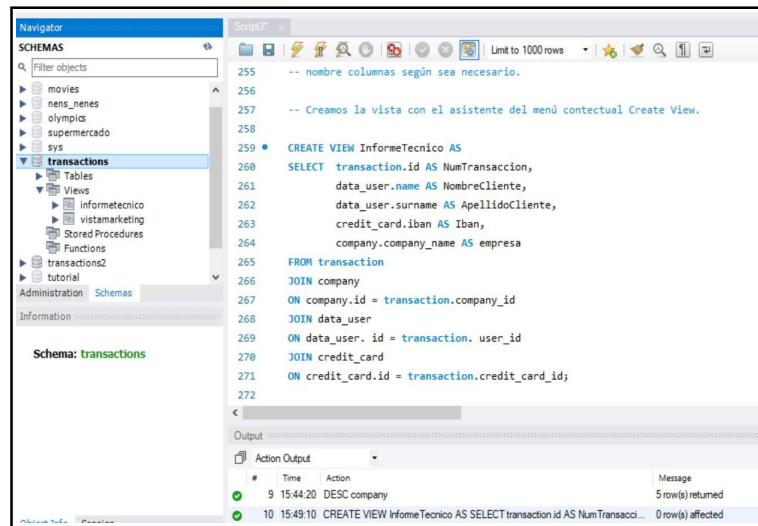 Navigator
SCHEMAS
Filter objects
movies
nens_nenes
olympics
supermercado
sys
transactions
Tables
Views
informetecnico
vistamarketing
Stored Procedures
Functions
transactions2
tutorial
Administration Schemas
Information
Schema: transactions
Object Info Session
Script3*
Limit to 1000 rows
255 -- nombre columnas según sea necesario.
256
257 -- Creamos la vista con el asistente del menú contextual Create View.
258
259 CREATE VIEW InformeTecnico AS
260 SELECT transaction.id AS NumTransaccion,
261 data_user.name AS NombreCliente,
262 data_user.surname AS ApellidoCliente,
263 credit_card.iban AS Iban,
264 company.company_name AS empresa
265 FROM transaction
266 JOIN company
267 ON company.id = transaction.company_id
268 JOIN data_user
269 ON data_user. id = transaction. user_id
270 JOIN credit_card
271 ON credit_card.id = transaction.credit_card_id;
272
Output
Action Output
# Time Action Message
9 15:44:20 DESC company 5 row(s) returned
10 15:49:10 CREATE VIEW InformeTecnico AS SELECT transaction.id AS NumTransacci... 0 row(s) affected